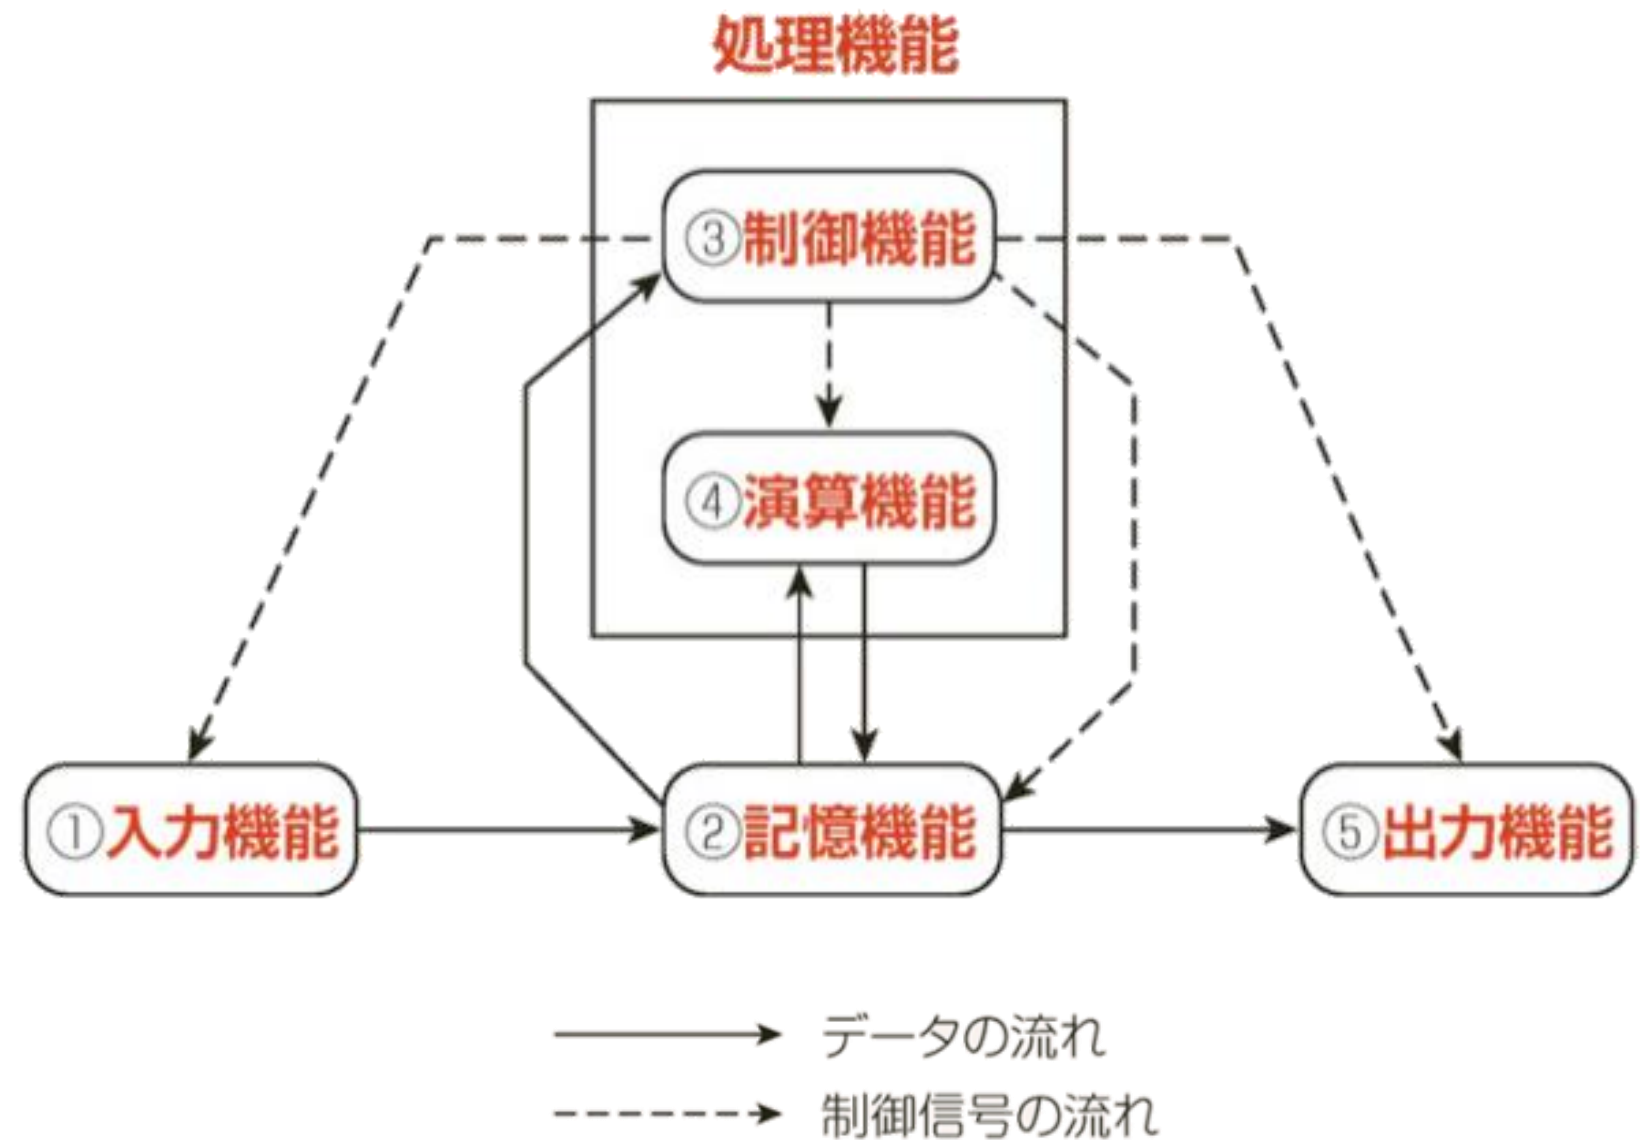 処理機能
③制御機能
④演算機能
①入力機能
②記憶機能
⑤出力機能
データの流れ
制御信号の流れ